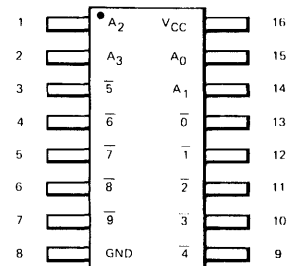 1 A₂ V_CC 16
2 A₃ A₀ 15
3 5̅ A₁ 14
4 6̅ 0̅ 13
5 7̅ 1̅ 12
6 8̅ 2̅ 11
7 9̅ 3̅ 10
8 GND 4̅ 9